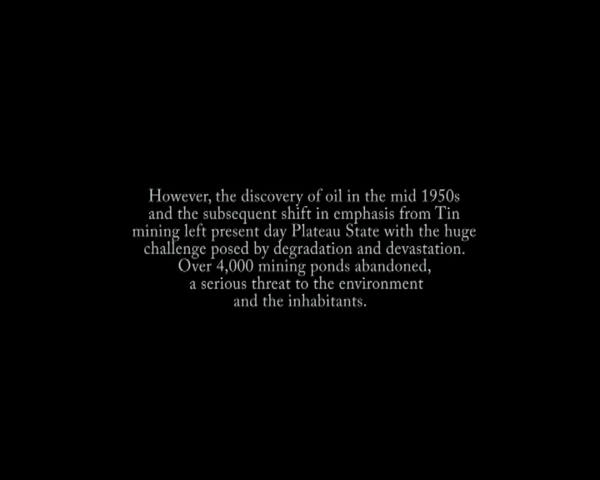 However, the discovery of oil in the mid 1950s
and the subsequent shift in emphasis from Tin
mining left present day Plateau State with the huge
challenge posed by degradation and devastation.
Over 4,000 mining ponds abandoned,
a serious threat to the environment
and the inhabitants.